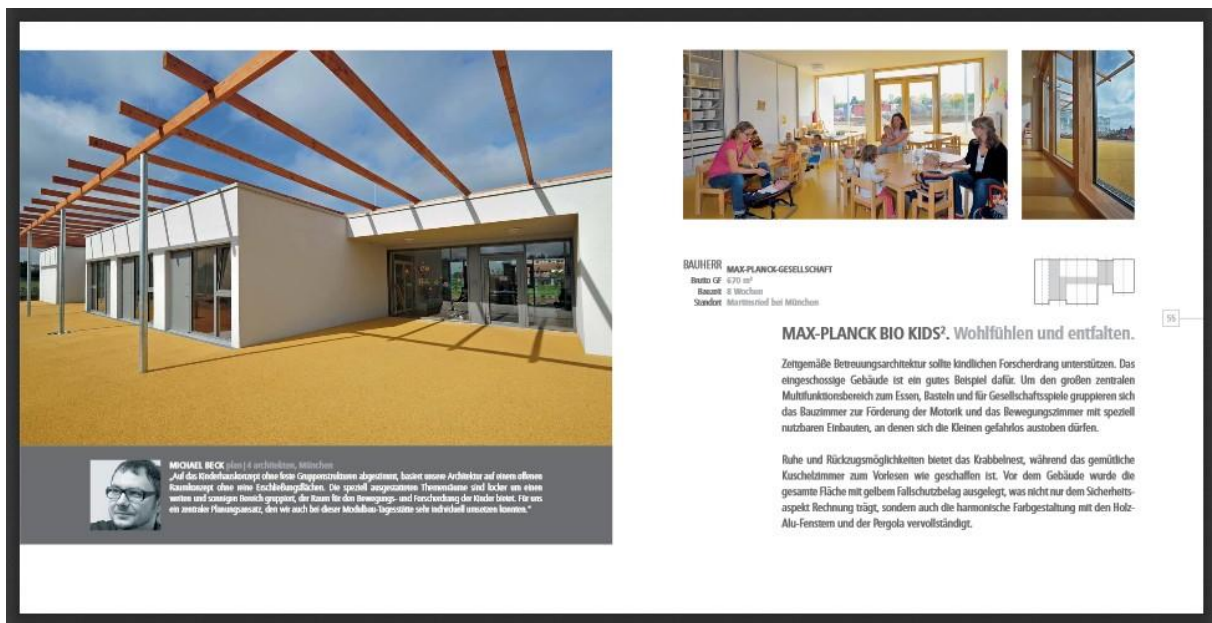 MICHAEL BECK plan|4 architekten, München
„Auf das Kinderhauskonzept ohne feste Gruppenstrukturen abgestimmt, basiert unsere Architektur auf einem offenen
Raumkonzept ohne reine Erschließungsflächen. Die speziell ausgestatteten Themenräume sind locker um einen
weiten und sonnigen Bereich gruppiert, der Raum für den Bewegungs- und Forscherdrang der Kinder bietet. Für uns
ein zentraler Planungsansatz, den wir auch bei dieser Modulbau-Tagesstätte sehr individuell umsetzen konnten.“
BAUHERR MAX-PLANCK-GESELLSCHAFT
Brutto GF 670 m²
Bauzeit 8 Wochen
Standort Martinsried bei München
55
MAX-PLANCK BIO KIDS². Wohlfühlen und entfalten.
Zeitgemäße Betreuungsarchitektur sollte kindlichen Forscherdrang unterstützen. Das
eingeschossige Gebäude ist ein gutes Beispiel dafür. Um den großen zentralen
Multifunktionsbereich zum Essen, Basteln und für Gesellschaftsspiele gruppieren sich
das Bauzimmer zur Förderung der Motorik und das Bewegungszimmer mit speziell
nutzbaren Einbauten, an denen sich die Kleinen gefahrlos austoben dürfen.
Ruhe und Rückzugsmöglichkeiten bietet das Krabbelnest, während das gemütliche
Kuschelzimmer zum Vorlesen wie geschaffen ist. Vor dem Gebäude wurde die
gesamte Fläche mit gelbem Fallschutzbelag ausgelegt, was nicht nur dem Sicherheits-
aspekt Rechnung trägt, sondern auch die harmonische Farbgestaltung mit den Holz-
Alu-Fenstern und der Pergola vervollständigt.